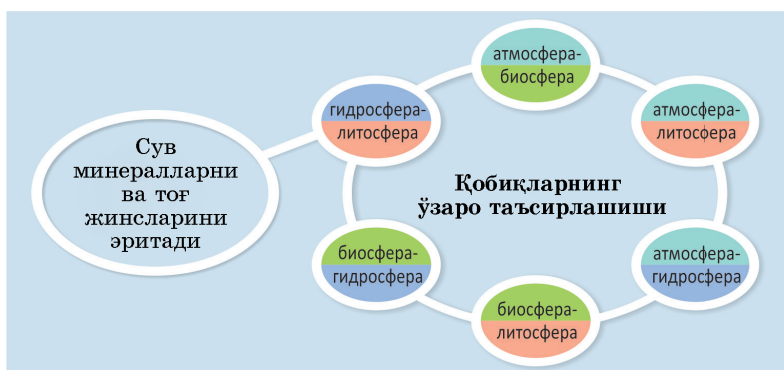 Сув
минералларни
ва тоғ
жинсларини
эритади
гидросфера-
литосфера
атмосфера-
биосфера
атмосфера-
литосфера
Қобиқларнинг
ўзаро таъсирлашиши
биосфера-
гидросфера
биосфера-
литосфера
атмосфера-
гидросфера